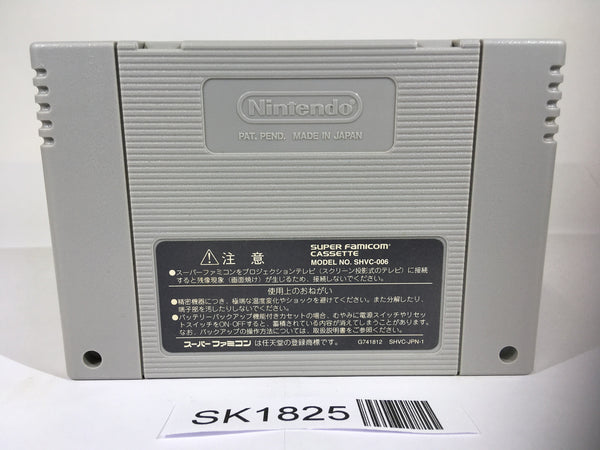 Nintendo
PAT. PEND. MADE IN JAPAN
注意
SUPER FAMICOM
CASSETTE
MODEL NO. SHVC-006
●スーパーファミコンをプロジェクションテレビ（スクリーン投影式のテレビ）に接続
すると残像現象（画面焼け）が生じるため、接続しないでください。
使用上のおねがい
●精密機器につき、極端な温度変化やショックを避けてください。また分解したり、
端子部を汚したりしないでください。
●バッテリーバックアップ機能付きカセットの場合、むやみに電源スイッチやリセ
ットスイッチをON・OFFすると、蓄積されている内容が消えてしまうことがあります。
なお、バックアップの操作方法については、取扱説明書をご参照ください。
スーパーファミコン は任天堂の登録商標です。
G741812 SHVC-JPN-1
SK1825